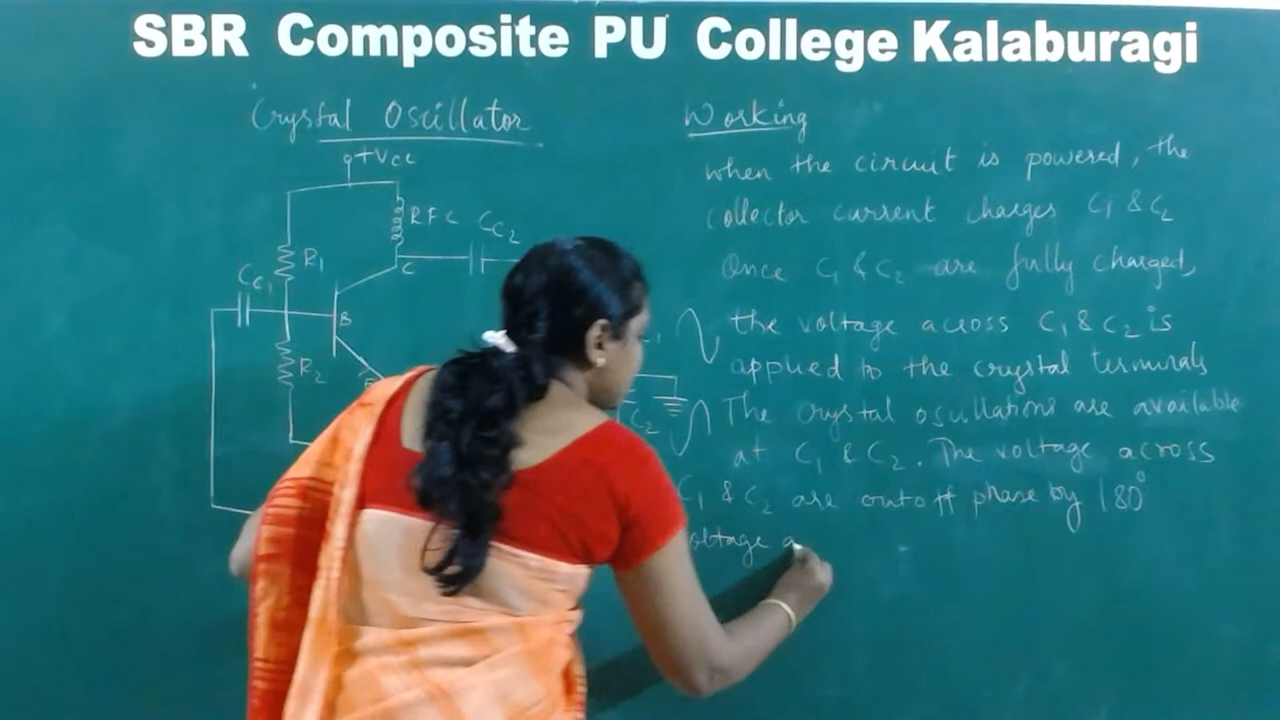 SBR Composite PU College Kalaburagi
Crystal Oscillator
+Vcc
RFC
CC2
R1
C
CC1
B
R2
E
C2
Working
when the circuit is powered, the
collector current charges C1 & C2
Once C1 & C2 are fully charged,
the voltage across C1 & C2 is
applied to the crystal terminals
The crystal oscillations are available
at C1 & C2. The voltage across
C1 & C2 are out off phase by 180°
voltage a